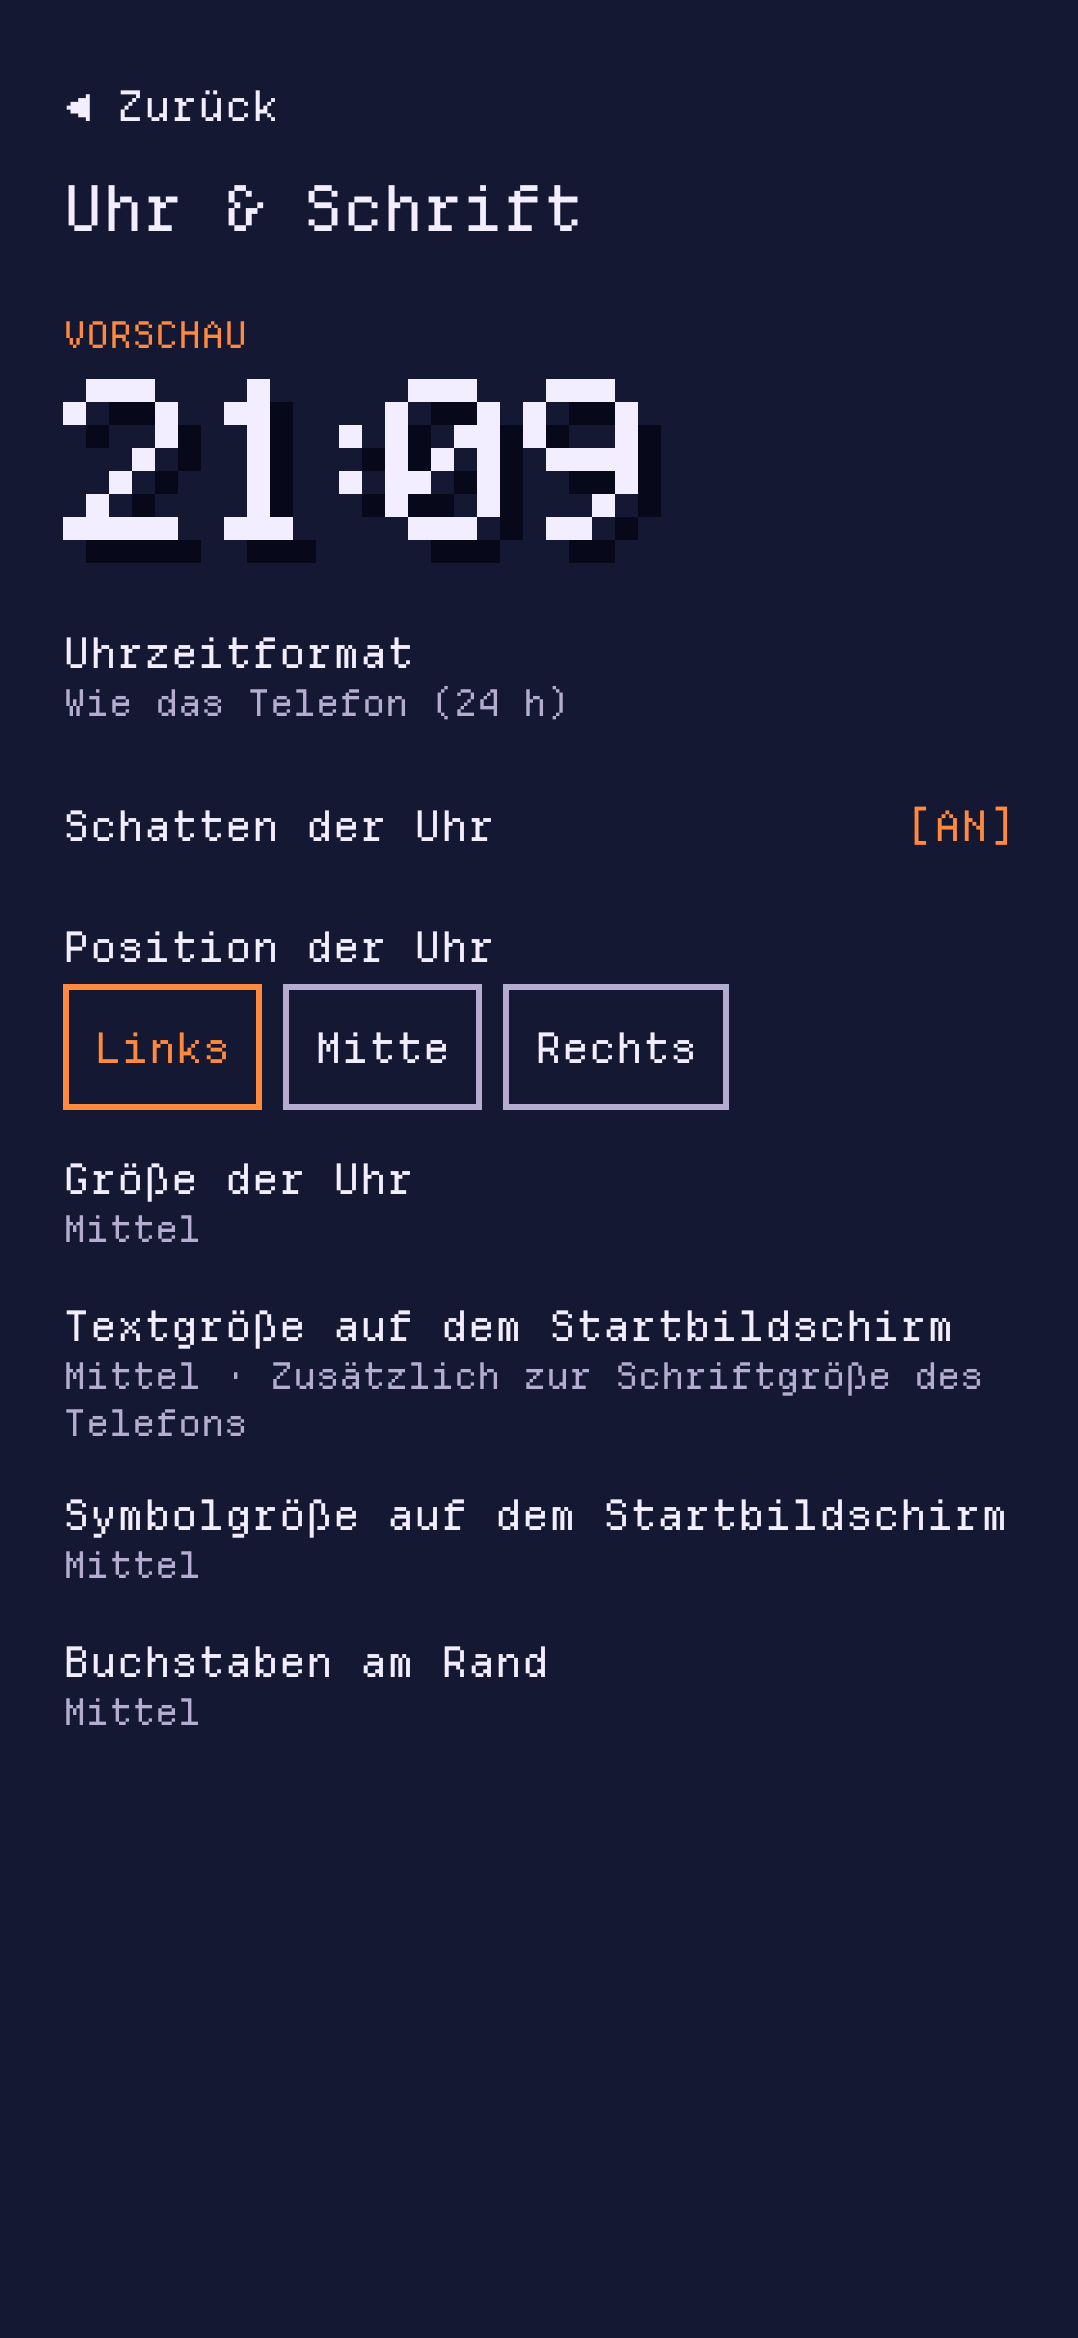 ◀ Zurück
Uhr & Schrift
VORSCHAU
21:09
Uhrzeitformat
Wie das Telefon (24 h)
Schatten der Uhr [AN]
Position der Uhr
Links Mitte Rechts
Größe der Uhr
Mittel
Textgröße auf dem Startbildschirm
Mittel · Zusätzlich zur Schriftgröße des
Telefons
Symbolgröße auf dem Startbildschirm
Mittel
Buchstaben am Rand
Mittel